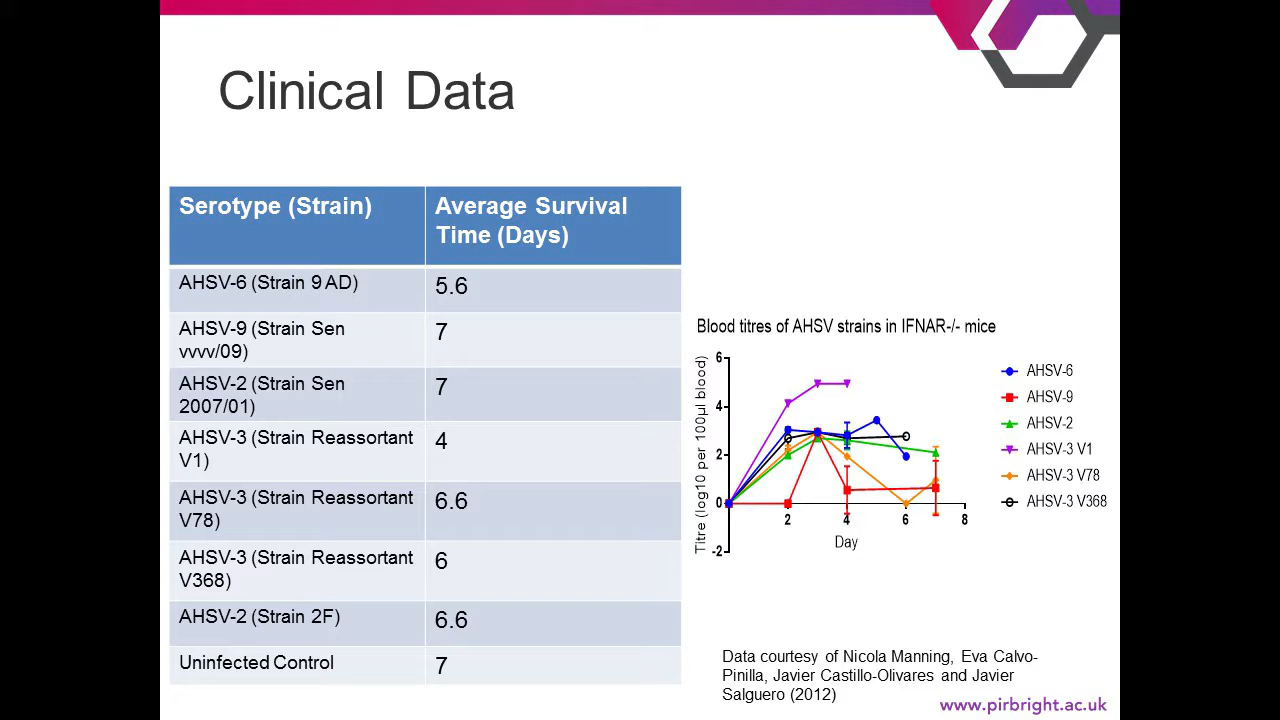 Clinical Data
Serotype (Strain)
Average Survival
Time (Days)
AHSV-6 (Strain 9 AD)
5.6
AHSV-9 (Strain Sen
vvvv/09)
7
AHSV-2 (Strain Sen
2007/01)
7
AHSV-3 (Strain Reassortant
V1)
4
AHSV-3 (Strain Reassortant
V78)
6.6
AHSV-3 (Strain Reassortant
V368)
6
AHSV-2 (Strain 2F)
6.6
Uninfected Control
7
Blood titres of AHSV strains in IFNAR-/- mice
Titre (log10 per 100µl blood)
6
4
2
0
-2
2
4
6
8
Day
AHSV-6
AHSV-9
AHSV-2
AHSV-3 V1
AHSV-3 V78
AHSV-3 V368
Data courtesy of Nicola Manning, Eva Calvo-
Pinilla, Javier Castillo-Olivares and Javier
Salguero (2012)
www.pirbright.ac.uk